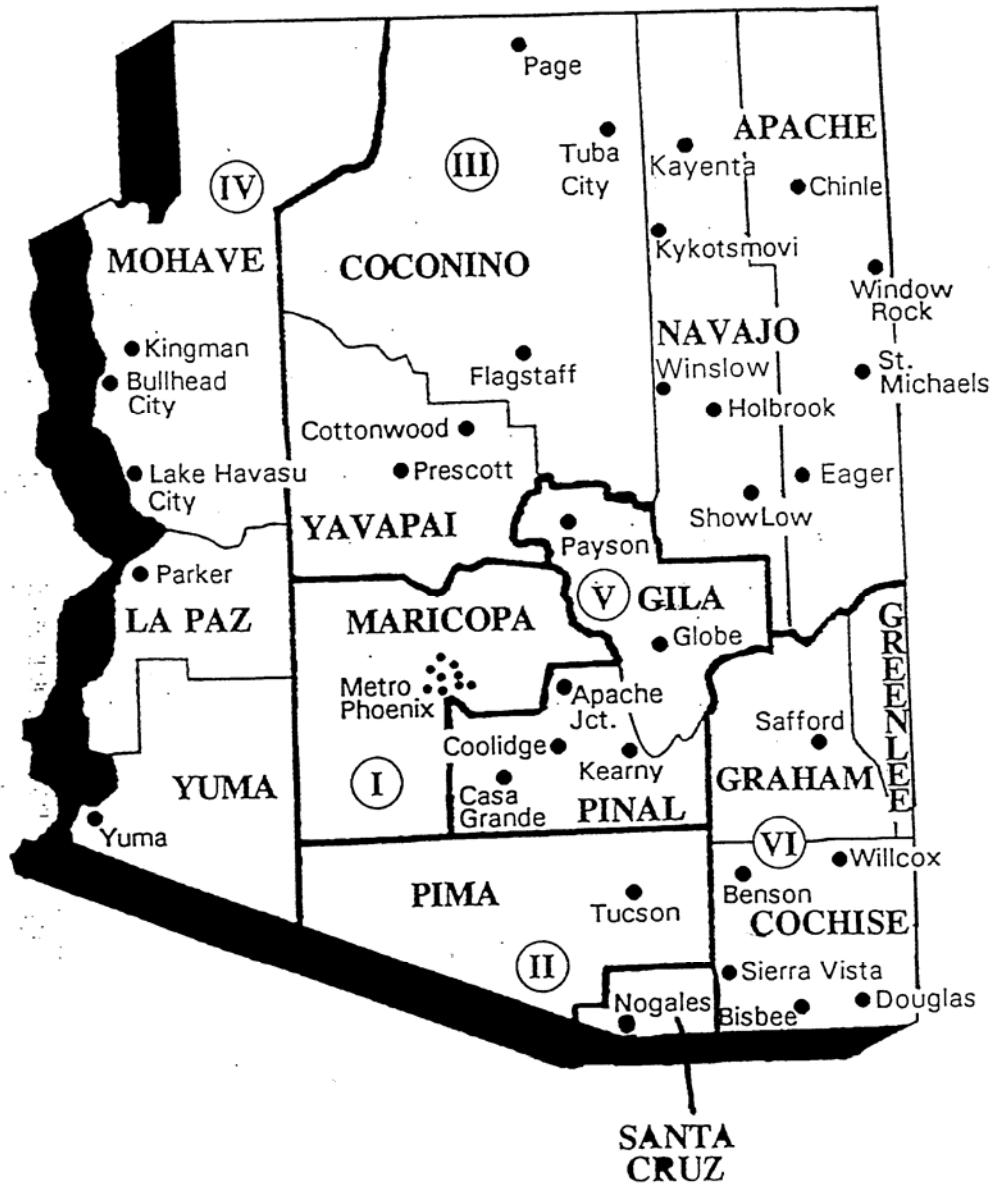 Page
APACHE
Tuba
City
Kayenta
Chinle
III
IV
Kykotsmovi
MOHAVE
COCONINO
Window
Rock
NAVAJO
Kingman
Flagstaff
Winslow
St.
Michaels
Bullhead
City
Holbrook
Cottonwood
Prescott
Lake Havasu
City
Eager
ShowLow
YAVAPAI
Payson
Parker
V
GILA
LA PAZ
MARICOPA
Globe
GREENLEE
Metro
Phoenix
Apache
Jct.
Safford
Coolidge
Kearny
YUMA
I
Casa
Grande
PINAL
GRAHAM
Yuma
VI
Willcox
Benson
PIMA
Tucson
COCHISE
II
Sierra Vista
Nogales
Bisbee
Douglas
SANTA
CRUZ